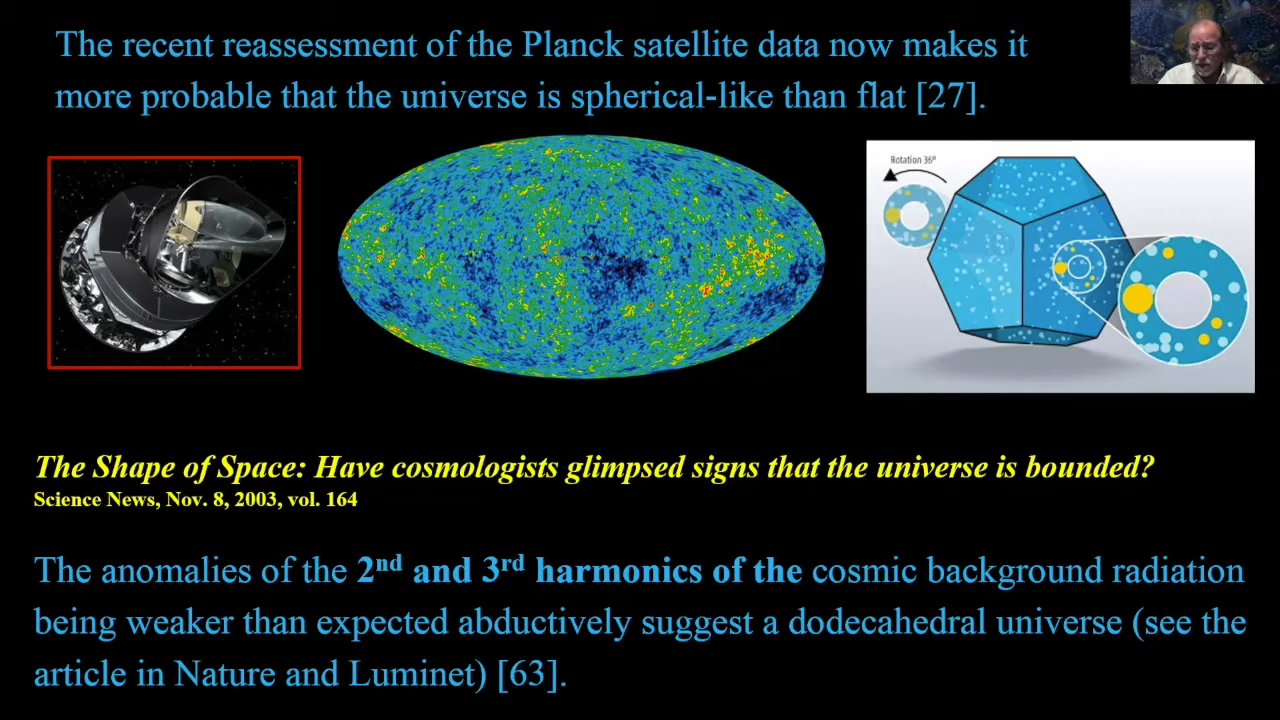 The recent reassessment of the Planck satellite data now makes it
more probable that the universe is spherical-like than flat [27].
Rotation 36º
The Shape of Space: Have cosmologists glimpsed signs that the universe is bounded?
Science News, Nov. 8, 2003, vol. 164
The anomalies of the 2nd and 3rd harmonics of the cosmic background radiation
being weaker than expected abductively suggest a dodecahedral universe (see the
article in Nature and Luminet) [63].